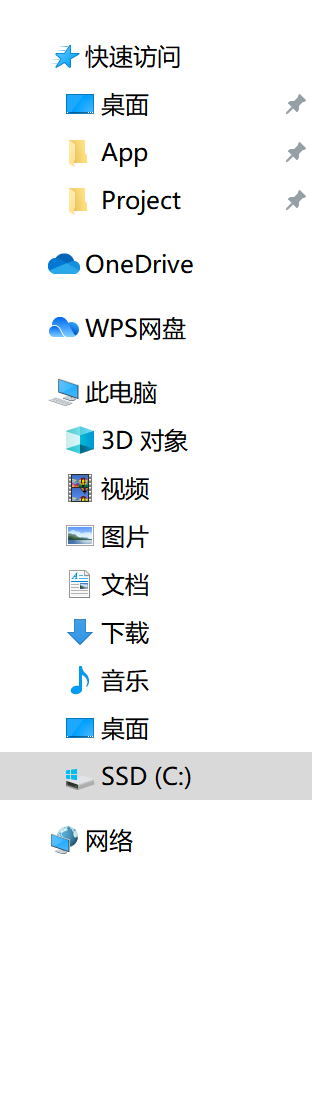 快速访问
桌面
App
Project
OneDrive
WPS网盘
此电脑
3D 对象
视频
图片
文档
下载
音乐
桌面
SSD (C:)
网络